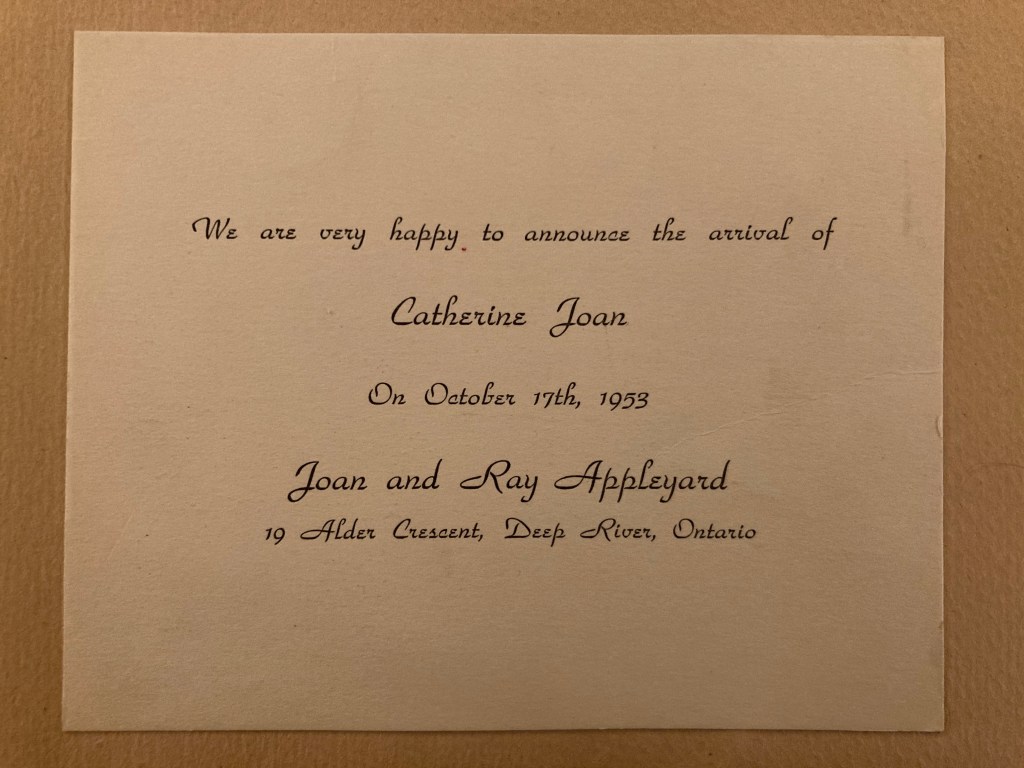 We are very happy to announce the arrival of
Catherine Joan
On October 17th, 1953
Joan and Ray Appleyard
19 Alder Crescent, Deep River, Ontario